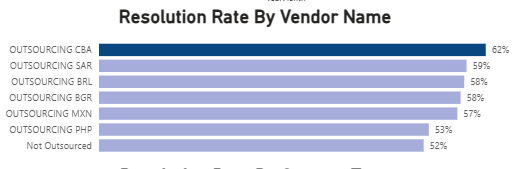 Resolution Rate By Vendor Name
OUTSOURCING CBA 62%
OUTSOURCING SAR 59%
OUTSOURCING BRL 58%
OUTSOURCING BGR 58%
OUTSOURCING MXN 57%
OUTSOURCING PHP 53%
Not Outsourced 52%